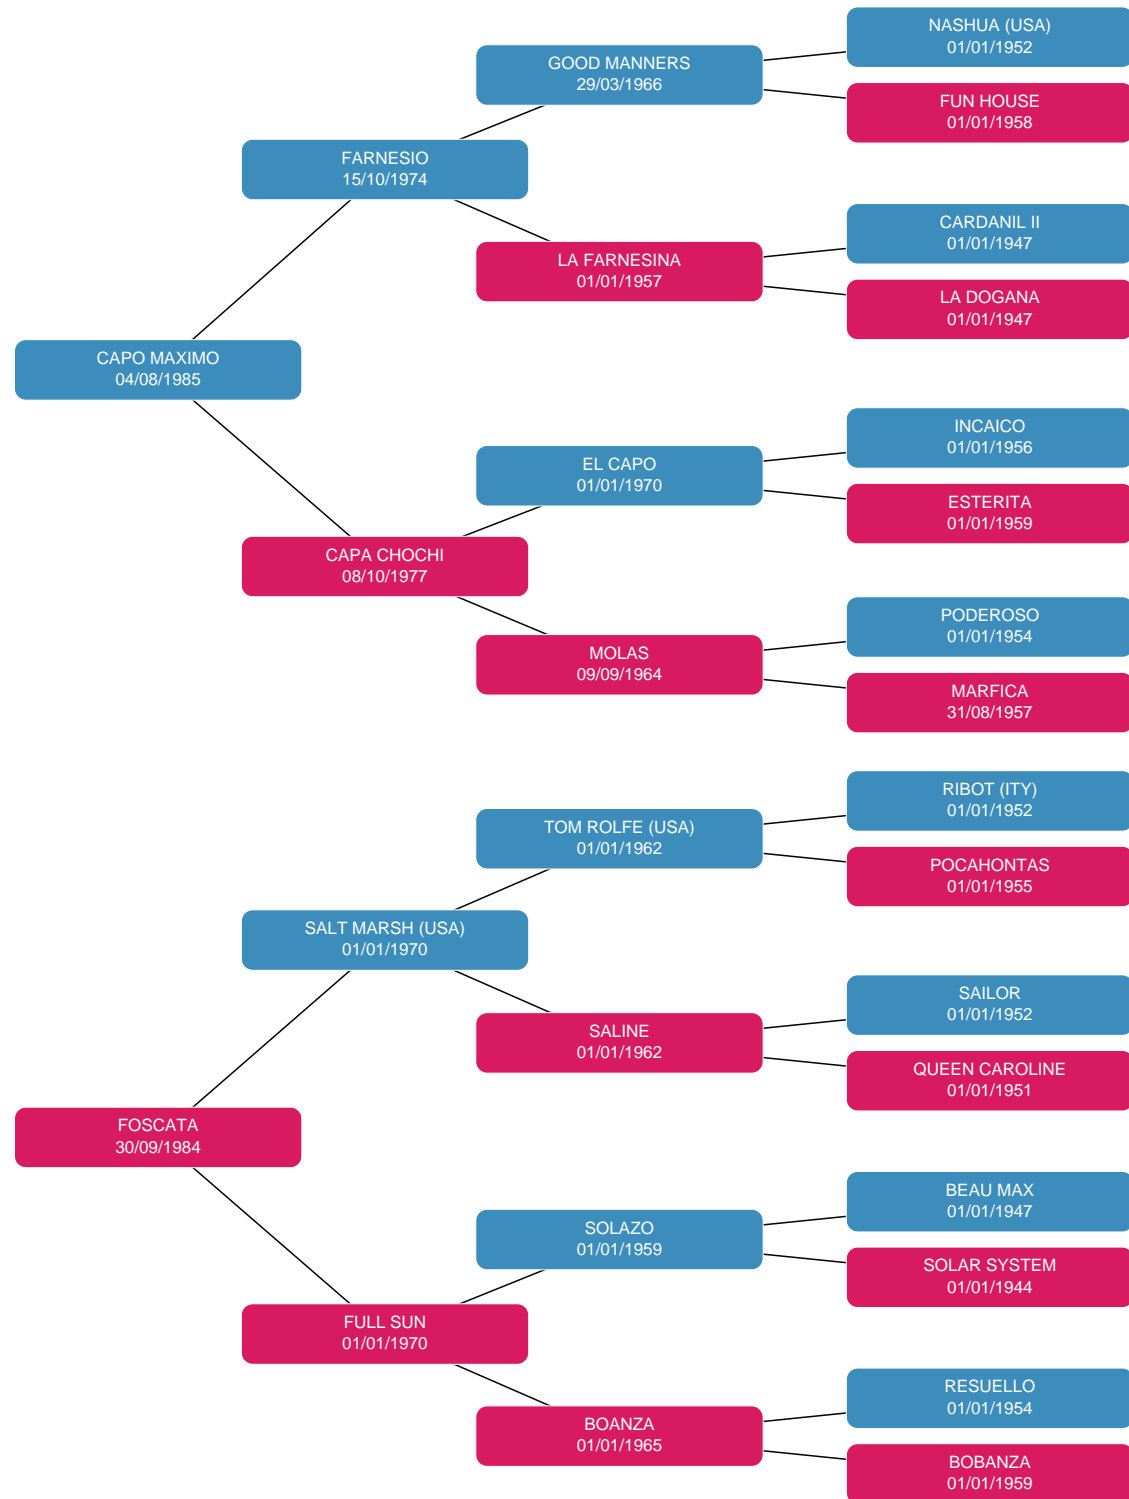 NASHUA (USA)
01/01/1952
GOOD MANNERS
29/03/1966
FUN HOUSE
01/01/1958
FARNESIO
15/10/1974
CARDANIL II
01/01/1947
LA FARNESINA
01/01/1957
LA DOGANA
01/01/1947
CAPO MAXIMO
04/08/1985
INCAICO
01/01/1956
EL CAPO
01/01/1970
ESTERITA
01/01/1959
CAPA CHOCHI
08/10/1977
PODEROSO
01/01/1954
MOLAS
09/09/1964
MARFICA
31/08/1957
RIBOT (ITY)
01/01/1952
TOM ROLFE (USA)
01/01/1962
POCAHONTAS
01/01/1955
SALT MARSH (USA)
01/01/1970
SAILOR
01/01/1952
SALINE
01/01/1962
QUEEN CAROLINE
01/01/1951
FOSCATA
30/09/1984
BEAU MAX
01/01/1947
SOLAZO
01/01/1959
SOLAR SYSTEM
01/01/1944
FULL SUN
01/01/1970
RESUELLO
01/01/1954
BOANZA
01/01/1965
BOBANZA
01/01/1959